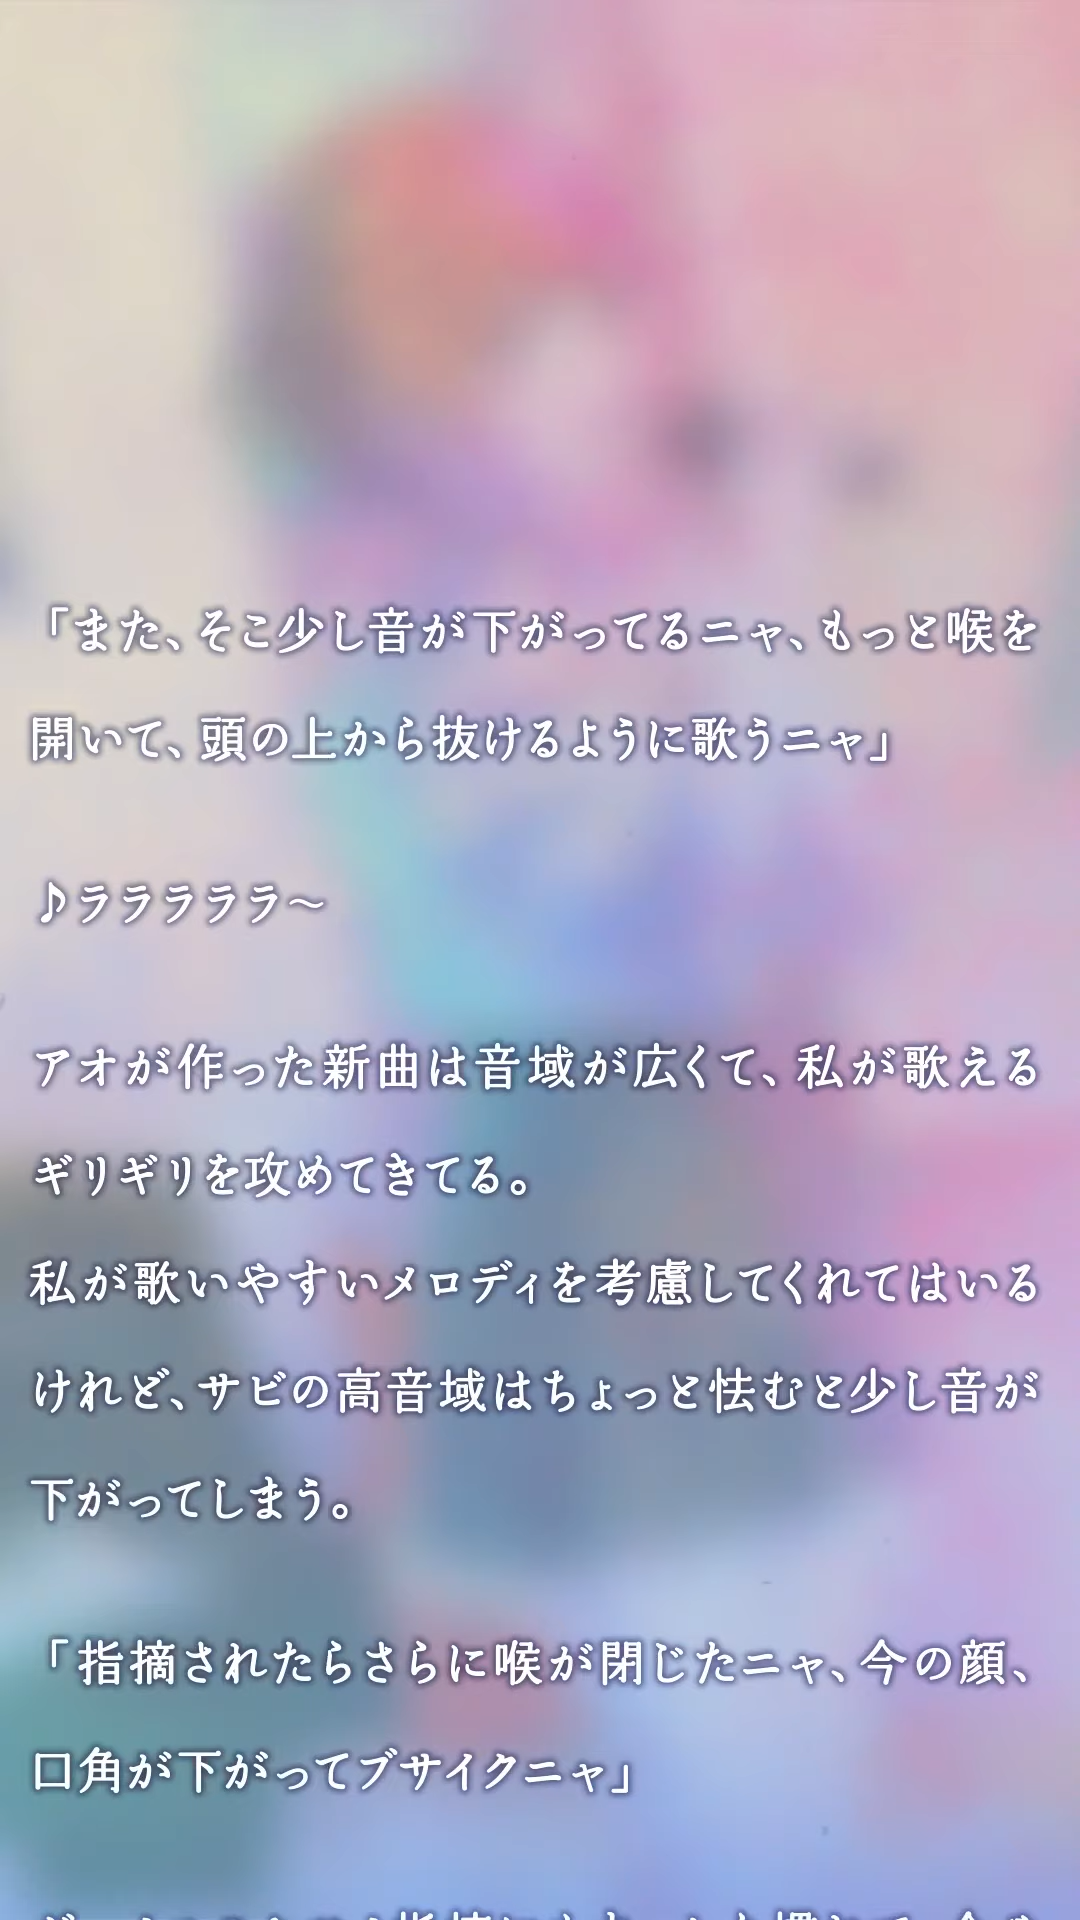 「また、そこ少し音が下がってるニャ、もっと喉を
開いて、頭の上から抜けるように歌うニャ」
♪ラララララ～
アオが作った新曲は音域が広くて、私が歌える
ギリギリを攻めてきてる。
私が歌いやすいメロディを考慮してくれてはいる
けれど、サビの高音域はちょっと怯むと少し音が
下がってしまう。
「指摘されたらさらに喉が閉じたニャ、今の顔、
口角が下がってブサイクニャ」